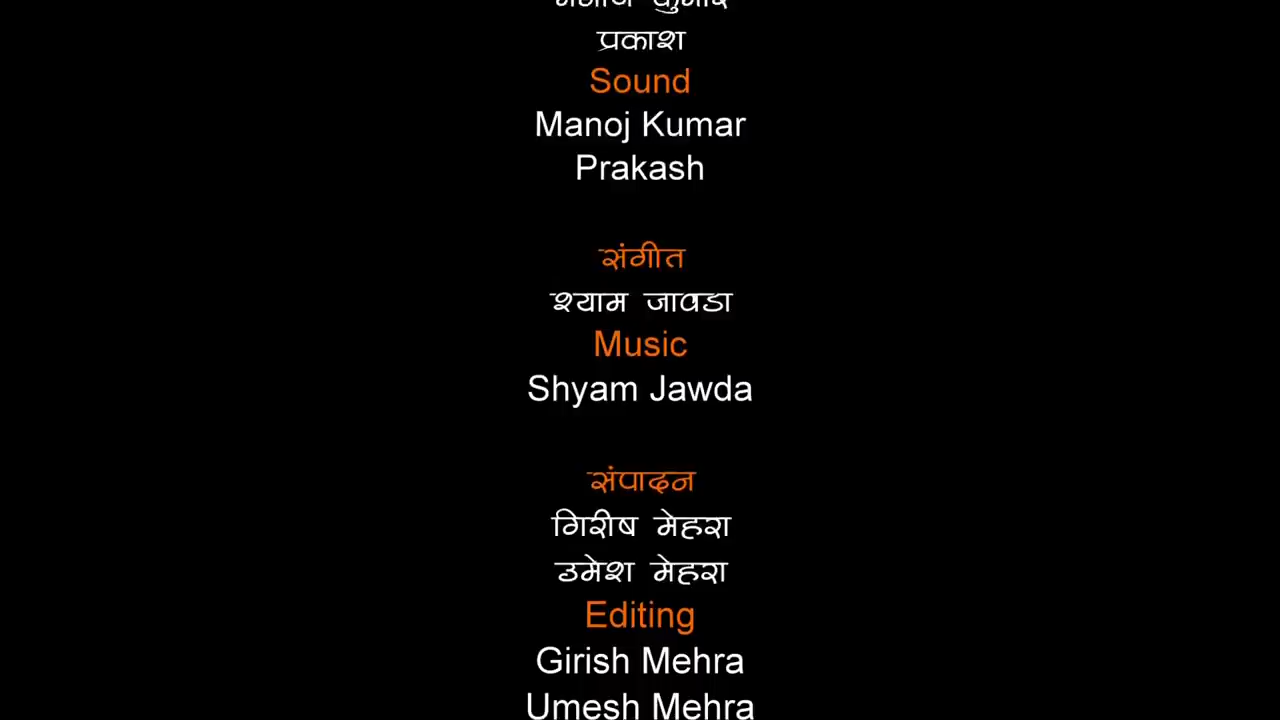 प्रकाश
Sound
Manoj Kumar
Prakash
संगीत
श्याम जावडा
Music
Shyam Jawda
संपादन
गिरीष मेहरा
उमेश मेहरा
Editing
Girish Mehra
Umesh Mehra